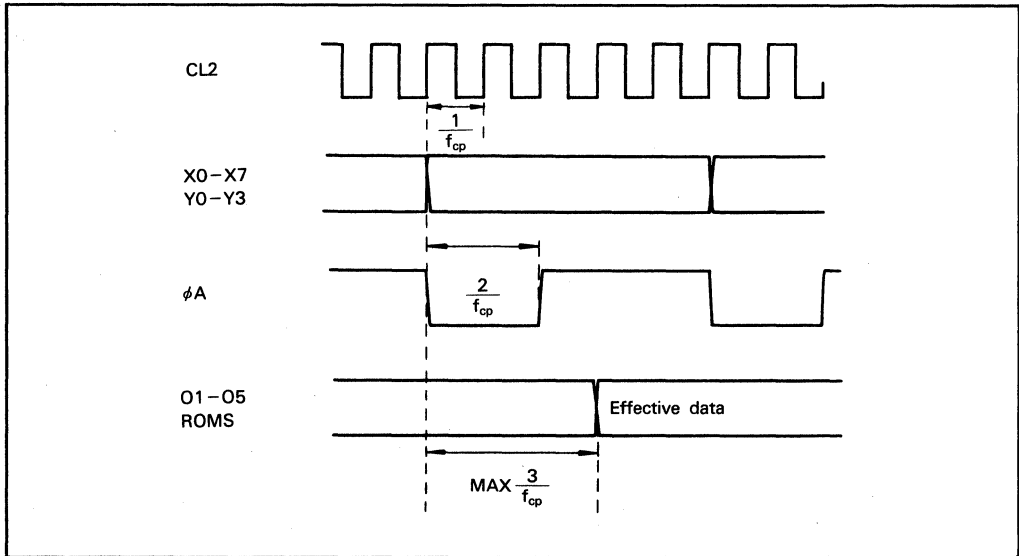 CL2
1
f_cp
X0–X7
Y0–Y3
φA
2
f_cp
O1–O5
ROMS
Effective data
MAX 3
f_cp